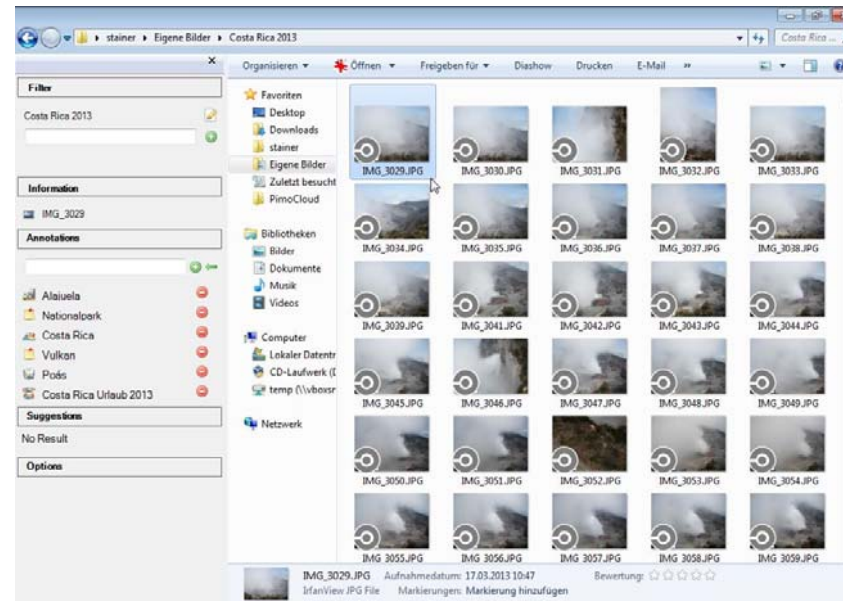 stainer ▸ Eigene Bilder ▸ Costa Rica 2013
Costa Rica ...
Organisieren Öffnen Freigeben für Diashow Drucken E-Mail »
Filter
Costa Rica 2013
Information
IMG_3029
Annotations
Alajuela
Nationalpark
Costa Rica
Vulkan
Poás
Costa Rica Urlaub 2013
Suggestions
No Result
Options
Favoriten
Desktop
Downloads
stainer
Eigene Bilder
Zuletzt besucht
PimoCloud
Bibliotheken
Bilder
Dokumente
Musik
Videos
Computer
Lokaler Datentr
CD-Laufwerk (D
temp (\\vboxsr
Netzwerk
IMG_3029.JPG IMG_3030.JPG IMG_3031.JPG IMG_3032.JPG IMG_3033.JPG
IMG_3034.JPG IMG_3035.JPG IMG_3036.JPG IMG_3037.JPG IMG_3038.JPG
IMG_3039.JPG IMG_3041.JPG IMG_3042.JPG IMG_3043.JPG IMG_3044.JPG
IMG_3045.JPG IMG_3046.JPG IMG_3047.JPG IMG_3048.JPG IMG_3049.JPG
IMG_3050.JPG IMG_3051.JPG IMG_3052.JPG IMG_3053.JPG IMG_3054.JPG
IMG_3055.JPG IMG_3056.JPG IMG_3057.JPG IMG_3058.JPG IMG_3059.JPG
IMG_3029.JPG Aufnahmedatum: 17.03.2013 10:47 Bewertung:
IrfanView JPG File Markierungen: Markierung hinzufügen